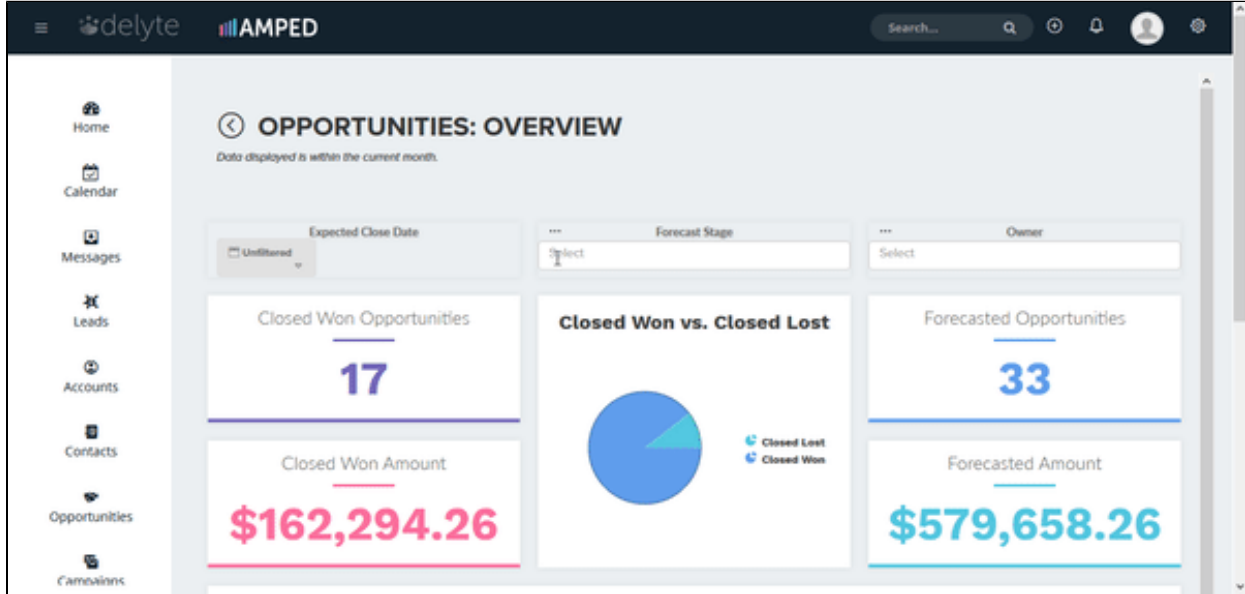 delyte
AMPED
Search...
Home
Calendar
Messages
Leads
Accounts
Contacts
Opportunities
Campaigns
OPPORTUNITIES: OVERVIEW
Data displayed is within the current month.
Expected Close Date
Unfiltered
... Forecast Stage
Select
... Owner
Select
Closed Won Opportunities
17
Closed Won Amount
$162,294.26
Closed Won vs. Closed Lost
Closed Lost
Closed Won
Forecasted Opportunities
33
Forecasted Amount
$579,658.26